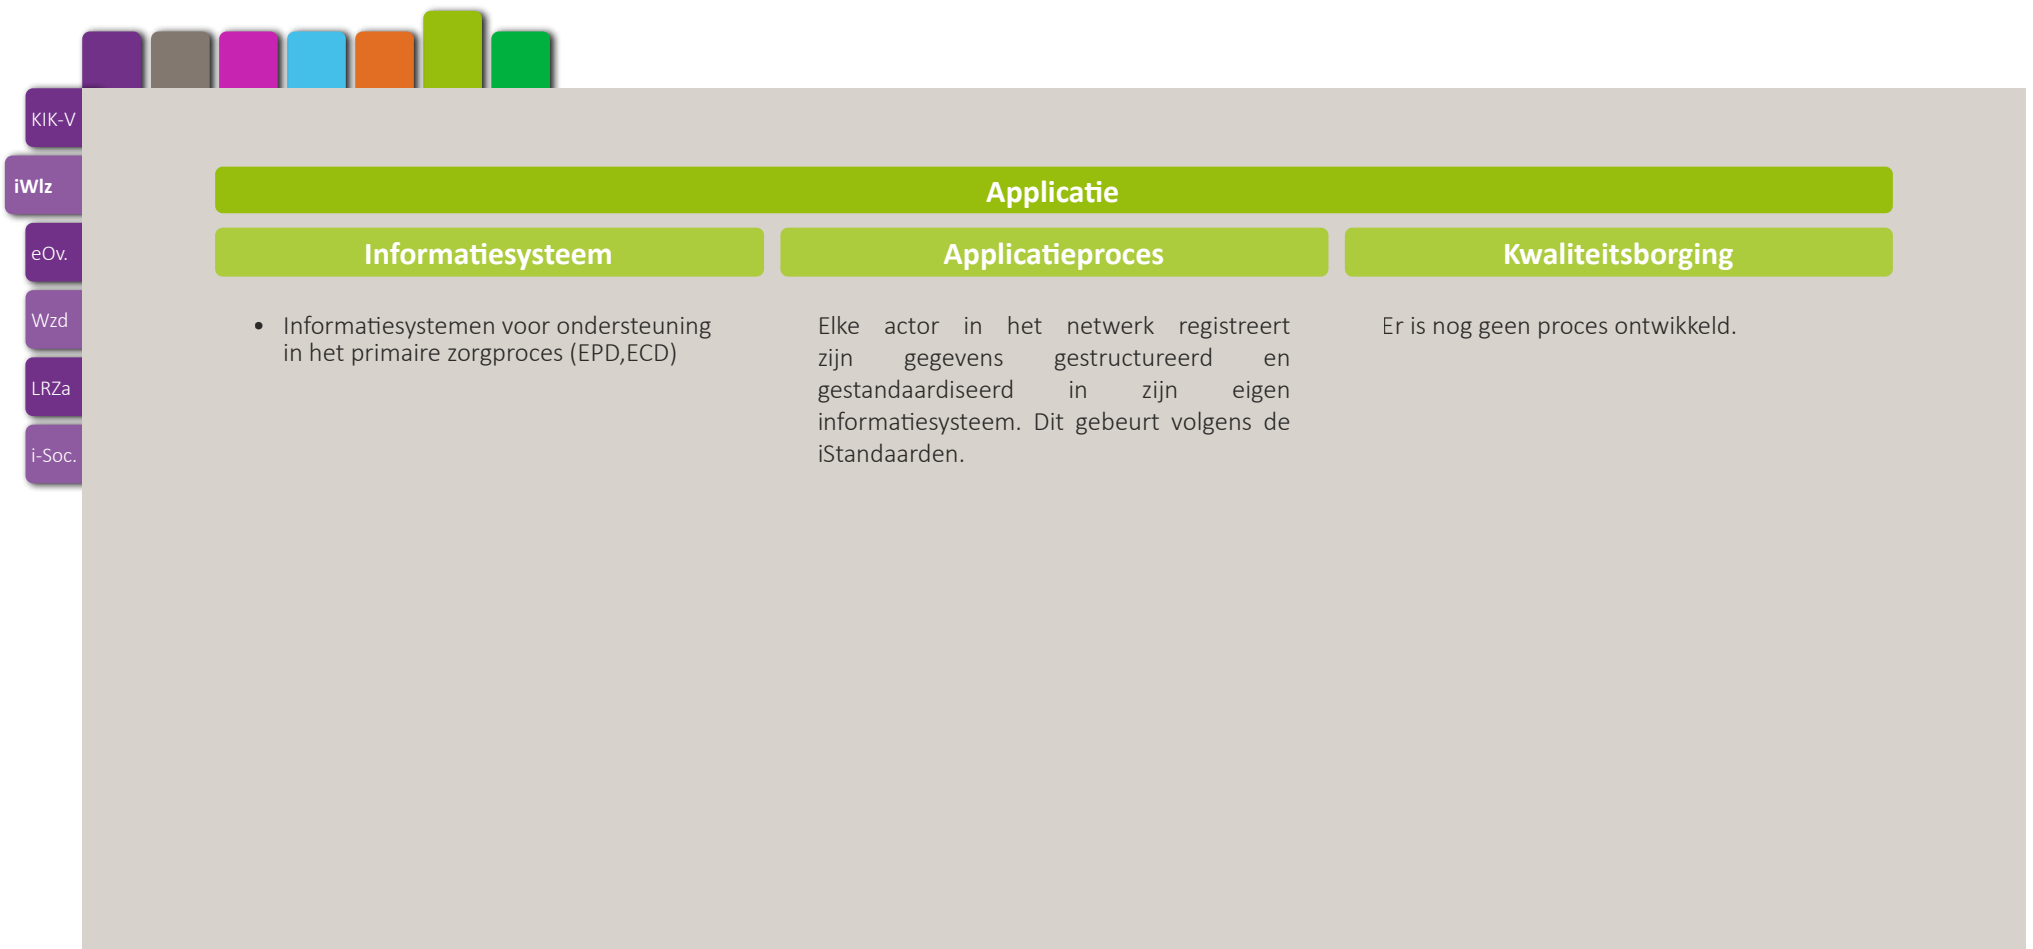 KIK-V
iWlz
eOv.
Wzd
LRZa
i-Soc.
Applicatie
Informatiesysteem
• Informatiesystemen voor ondersteuning
in het primaire zorgproces (EPD,ECD)
Applicatieproces
Elke actor in het netwerk registreert
zijn gegevens gestructureerd en
gestandaardiseerd in zijn eigen
informatiesysteem. Dit gebeurt volgens de
iStandaarden.
Kwaliteitsborging
Er is nog geen proces ontwikkeld.